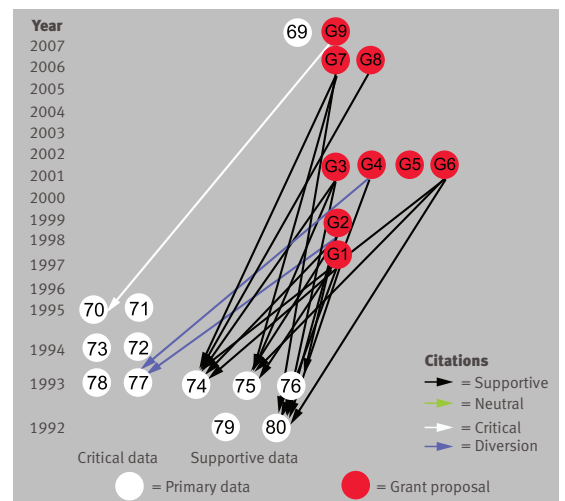 Year
69 G9
2007
G7 G8
2006
2005
2004
2003
2002
G3 G4 G5 G6
2001
2000
1999
G2
1998
G1
1997
1996
70 71
1995
73 72
1994
Citations
78 77 74 75 76
1993
= Supportive
= Neutral
79 80
1992
= Critical
= Diversion
Critical data Supportive data
= Primary data = Grant proposal